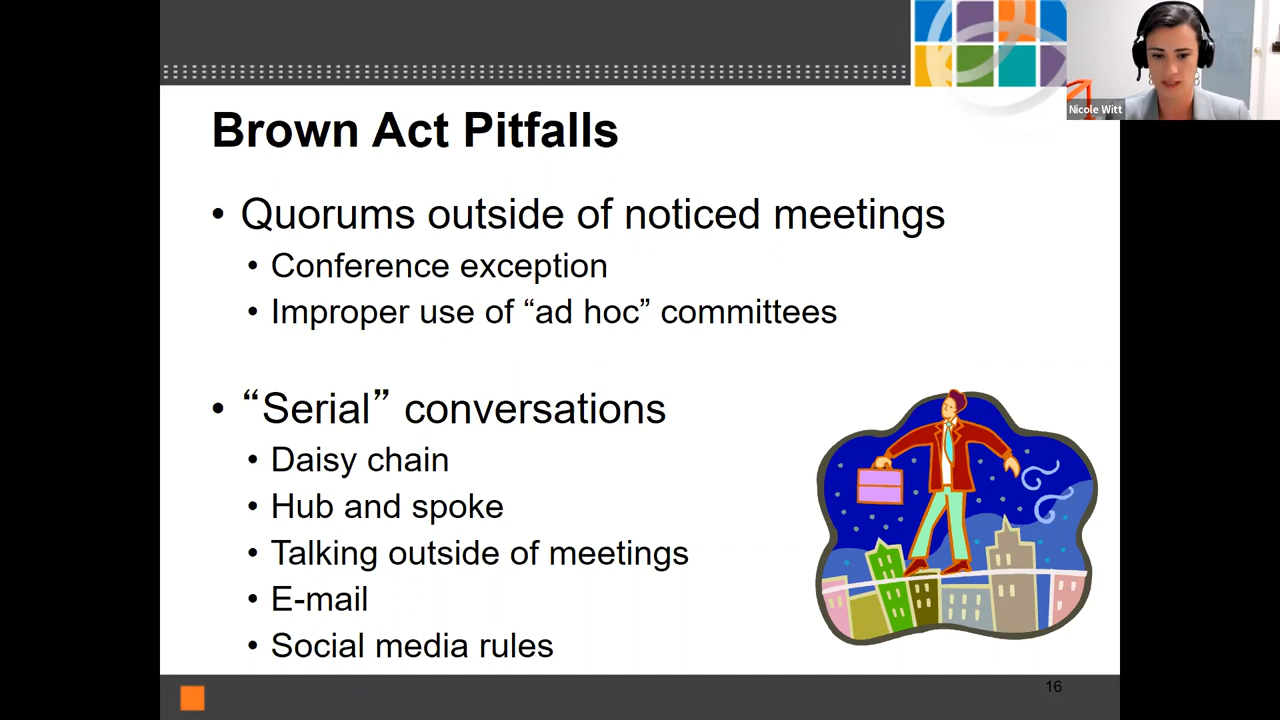 Nicole Witt
Brown Act Pitfalls
• Quorums outside of noticed meetings
• Conference exception
• Improper use of “ad hoc” committees
• “Serial” conversations
• Daisy chain
• Hub and spoke
• Talking outside of meetings
• E-mail
• Social media rules
16